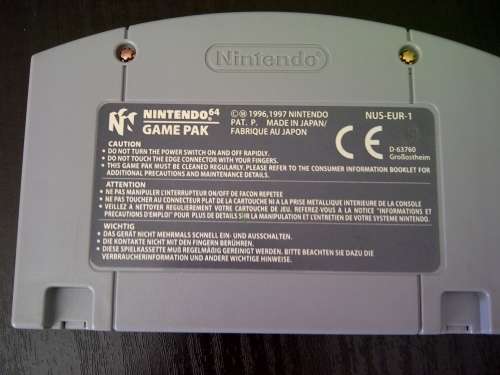 Nintendo
NINTENDO64
GAME PAK
©® 1996,1997 NINTENDO
PAT. P. MADE IN JAPAN/
FABRIQUE AU JAPON
NUS-EUR-1
CE
D-63760
Großostheim
CAUTION
• DO NOT TURN THE POWER SWITCH ON AND OFF RAPIDLY.
• DO NOT TOUCH THE EDGE CONNECTOR WITH YOUR FINGERS.
• THIS GAME PAK MUST BE CLEANED REGULARLY. PLEASE REFER TO THE CONSUMER INFORMATION BOOKLET FOR
ADDITIONAL PRECAUTIONS AND MAINTENANCE DETAILS.
ATTENTION
• NE PAS MANIPULER L'INTERRUPTEUR ON/OFF DE FACON REPETEE
• NE PAS TOUCHER AU CONNECTEUR PLAT DE LA CARTOUCHE NI A LA PRISE METALLIQUE INTERIEURE DE LA CONSOLE
• VEILLEZ A NETTOYER REGULIEREMENT VOTRE CARTOUCHE DE JEU. REFEREZ-VOUS A LA NOTICE "INFORMATIONS ET
PRECAUTIONS D'EMPLOI" POUR PLUS DE DETAILS SUR LA MANIPULATION ET L'ENTRETIEN DE VOTRE SYSTEME NINTENDO.
WICHTIG
• DAS GERÄT NICHT MEHRMALS SCHNELL EIN- UND AUSSCHALTEN.
• DIE KONTAKTE NICHT MIT DEN FINGERN BERÜHREN.
• DIESE SPIELKASSETTE MUß REGELMÄßIG GEREINIGT WERDEN. BITTE BEACHTEN SIE DAZU DIE
VERBRAUCHERINFORMATION UND ANDERE HINWEISE.